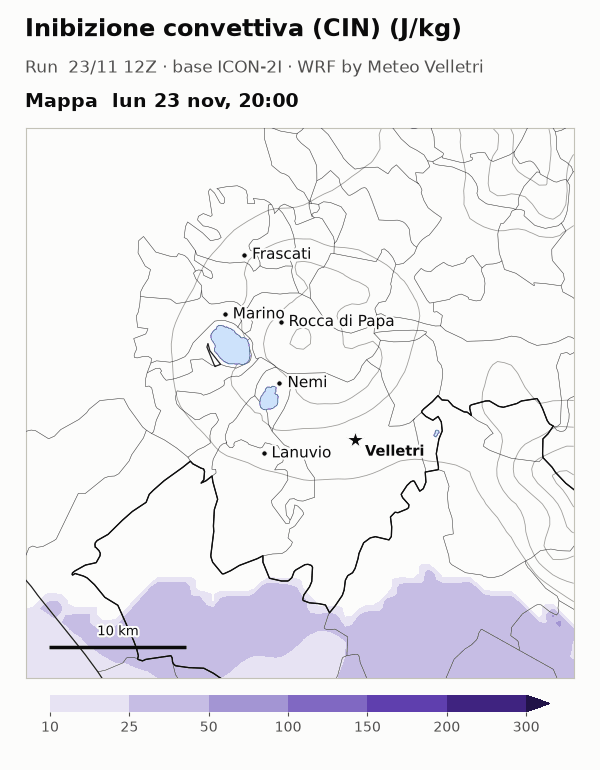 Inibizione convettiva (CIN) (J/kg)
Run  23/11 12Z · base ICON-2I · WRF by Meteo Velletri
Mappa  lun 23 nov, 20:00
Frascati
Marino
Rocca di Papa
Nemi
Velletri
Lanuvio
10 km
10 25 50 100 150 200 300